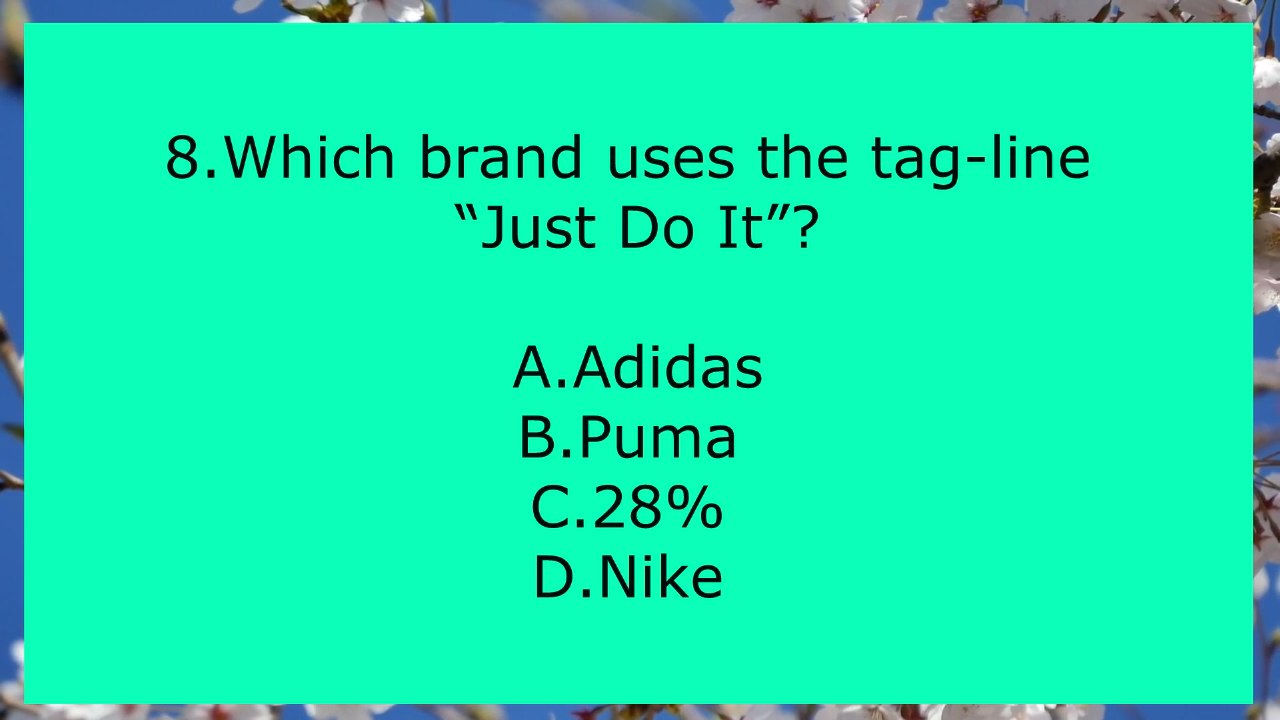 8.Which brand uses the tag-line
“Just Do It”?
A.Adidas
B.Puma
C.28%
D.Nike